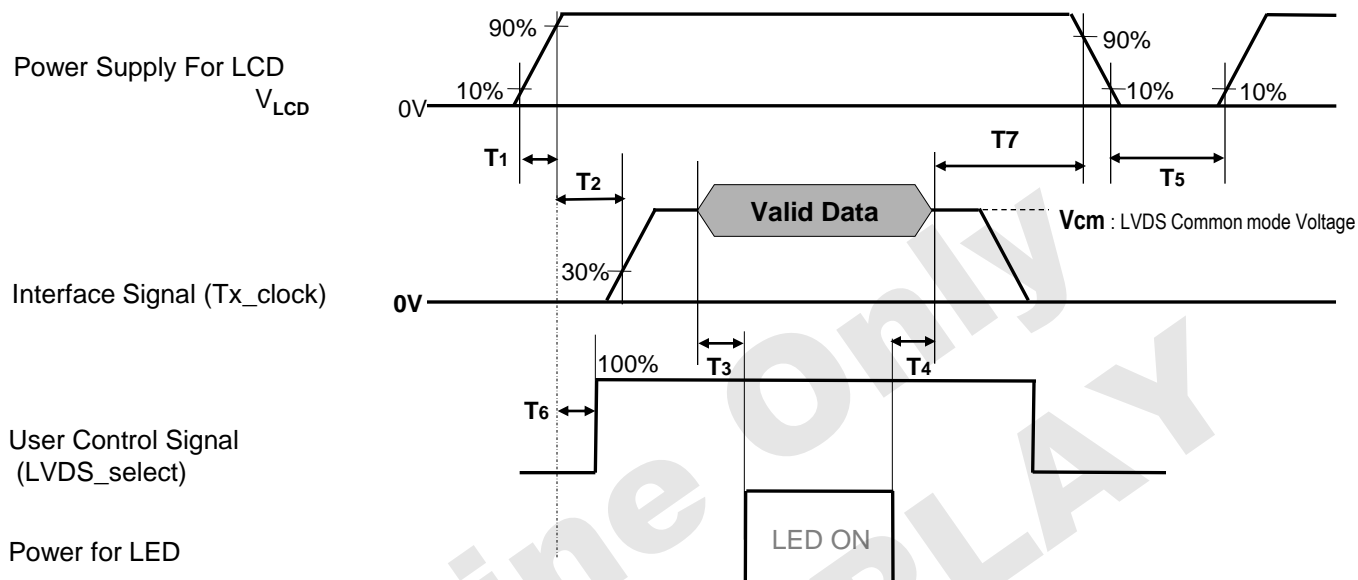 90%
90%
Power Supply For LCD
VLCD
10%
10%
10%
0V
T1
T7
T2
T5
Valid Data
Vcm : LVDS Common mode Voltage
30%
Interface Signal (Tx_clock)
0V
T3
T4
100%
T6
User Control Signal
(LVDS_select)
LED ON
Power for LED